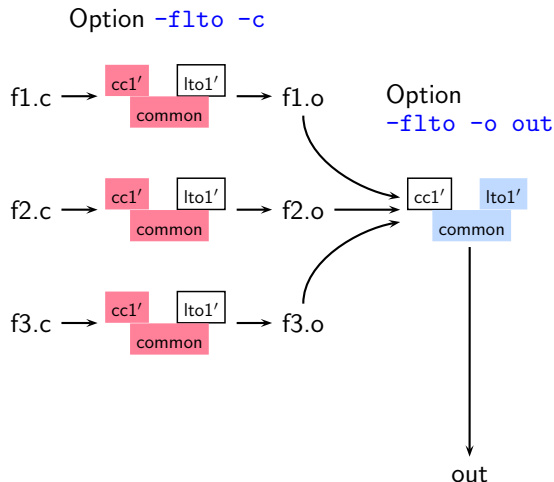 Option -flto -c
f1.c
cc1′
lto1′
common
f1.o
Option
-flto -o out
f2.c
cc1′
lto1′
common
f2.o
cc1′
lto1′
common
f3.c
cc1′
lto1′
common
f3.o
out